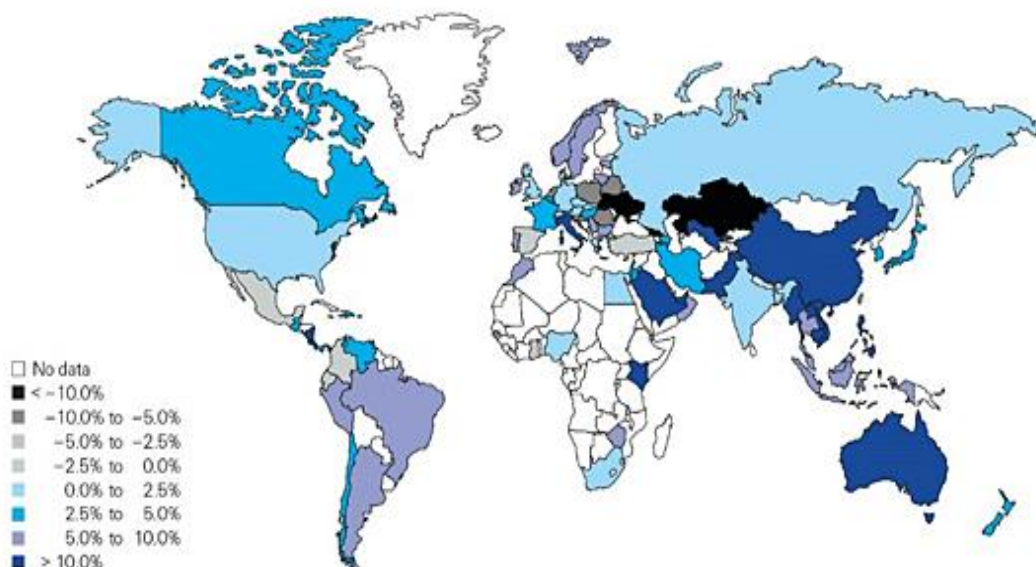 No data
< −10.0%
−10.0% to −5.0%
−5.0% to −2.5%
−2.5% to 0.0%
0.0% to 2.5%
2.5% to 5.0%
5.0% to 10.0%
> 10.0%